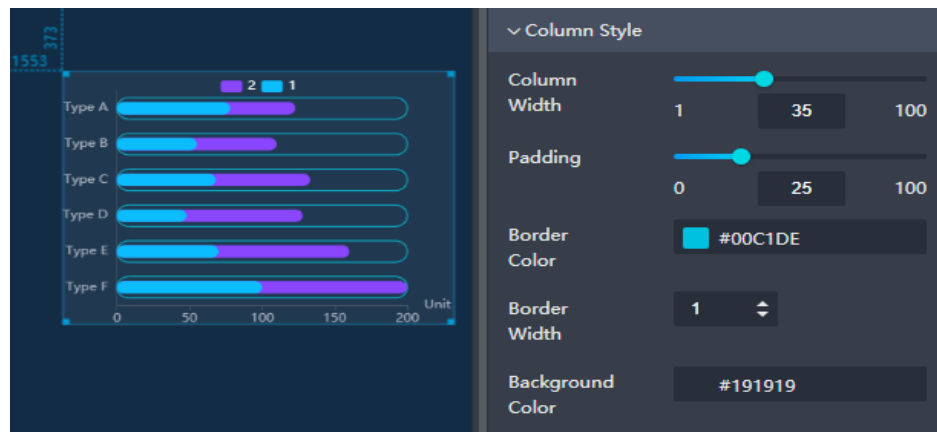 373
1553
2 1
Type A
Type B
Type C
Type D
Type E
Type F
Unit
0 50 100 150 200
Column Style
Column
Width
1 35 100
Padding
0 25 100
Border
Color
#00C1DE
Border
Width
1
Background
Color
#191919